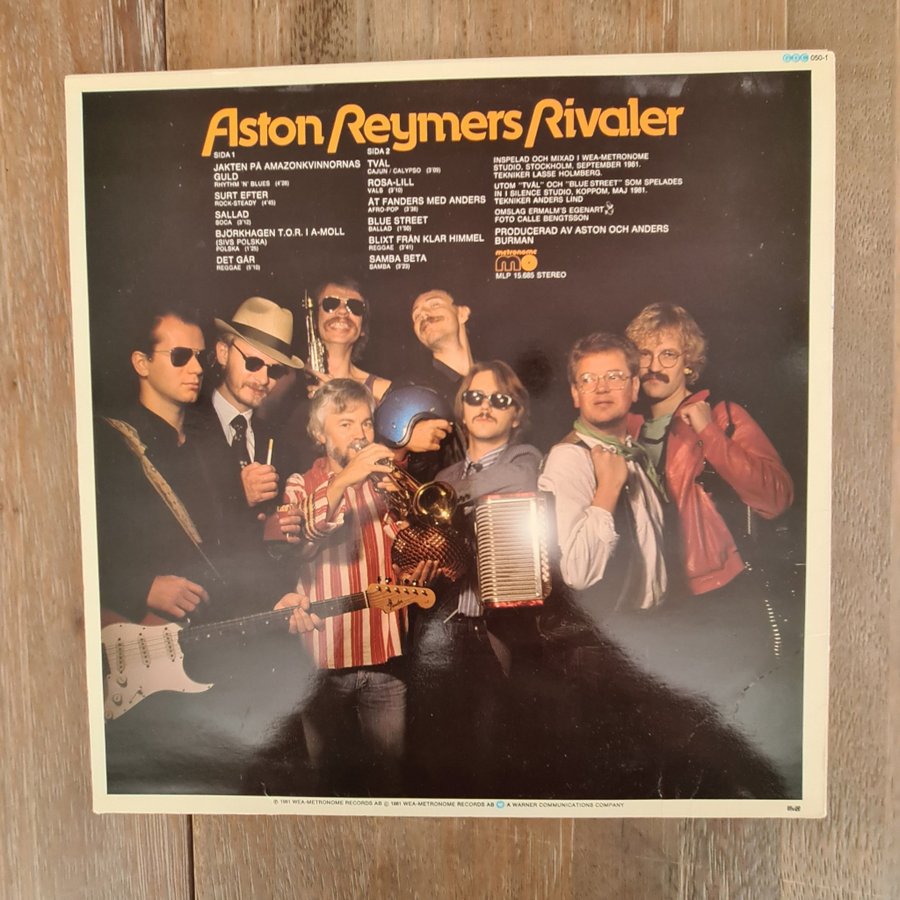 GDC 050-1
Aston Reymers Rivaler
SIDA 1
JAKTEN PÅ AMAZONKVINNORNAS
GULD
RHYTHM 'N' BLUES (4'28)
SURT EFTER
ROCK-STEADY (4'45)
SALLAD
SOCA (3'12)
BJÖRKHAGEN T.O.R. I A-MOLL
(SIVS POLSKA)
POLSKA (1'25)
DET GÅR
REGGAE (5'10)
SIDA 2
TVÅL
CAJUN / CALYPSO (3'09)
ROSA-LILL
VALS (3'10)
ÅT FANDERS MED ANDERS
AFRO-POP (3'38)
BLUE STREET
BALLAD (1'50)
BLIXT FRÅN KLAR HIMMEL
REGGAE (3'41)
SAMBA BETA
SAMBA (3'23)
INSPELAD OCH MIXAD I WEA-METRONOME
STUDIO, STOCKHOLM, SEPTEMBER 1981.
TEKNIKER LASSE HOLMBERG.
UTOM "TVÅL" OCH "BLUE STREET" SOM SPELADES
IN I SILENCE STUDIO, KOPPOM, MAJ 1981.
TEKNIKER ANDERS LIND
OMSLAG ERMALM'S EGENART
FOTO CALLE BENGTSSON
PRODUCERAD AV ASTON OCH ANDERS
BURMAN
metronome
MLP 15.685 STEREO
℗ 1981 WEA-METRONOME RECORDS AB © 1981 WEA-METRONOME RECORDS AB A WARNER COMMUNICATIONS COMPANY